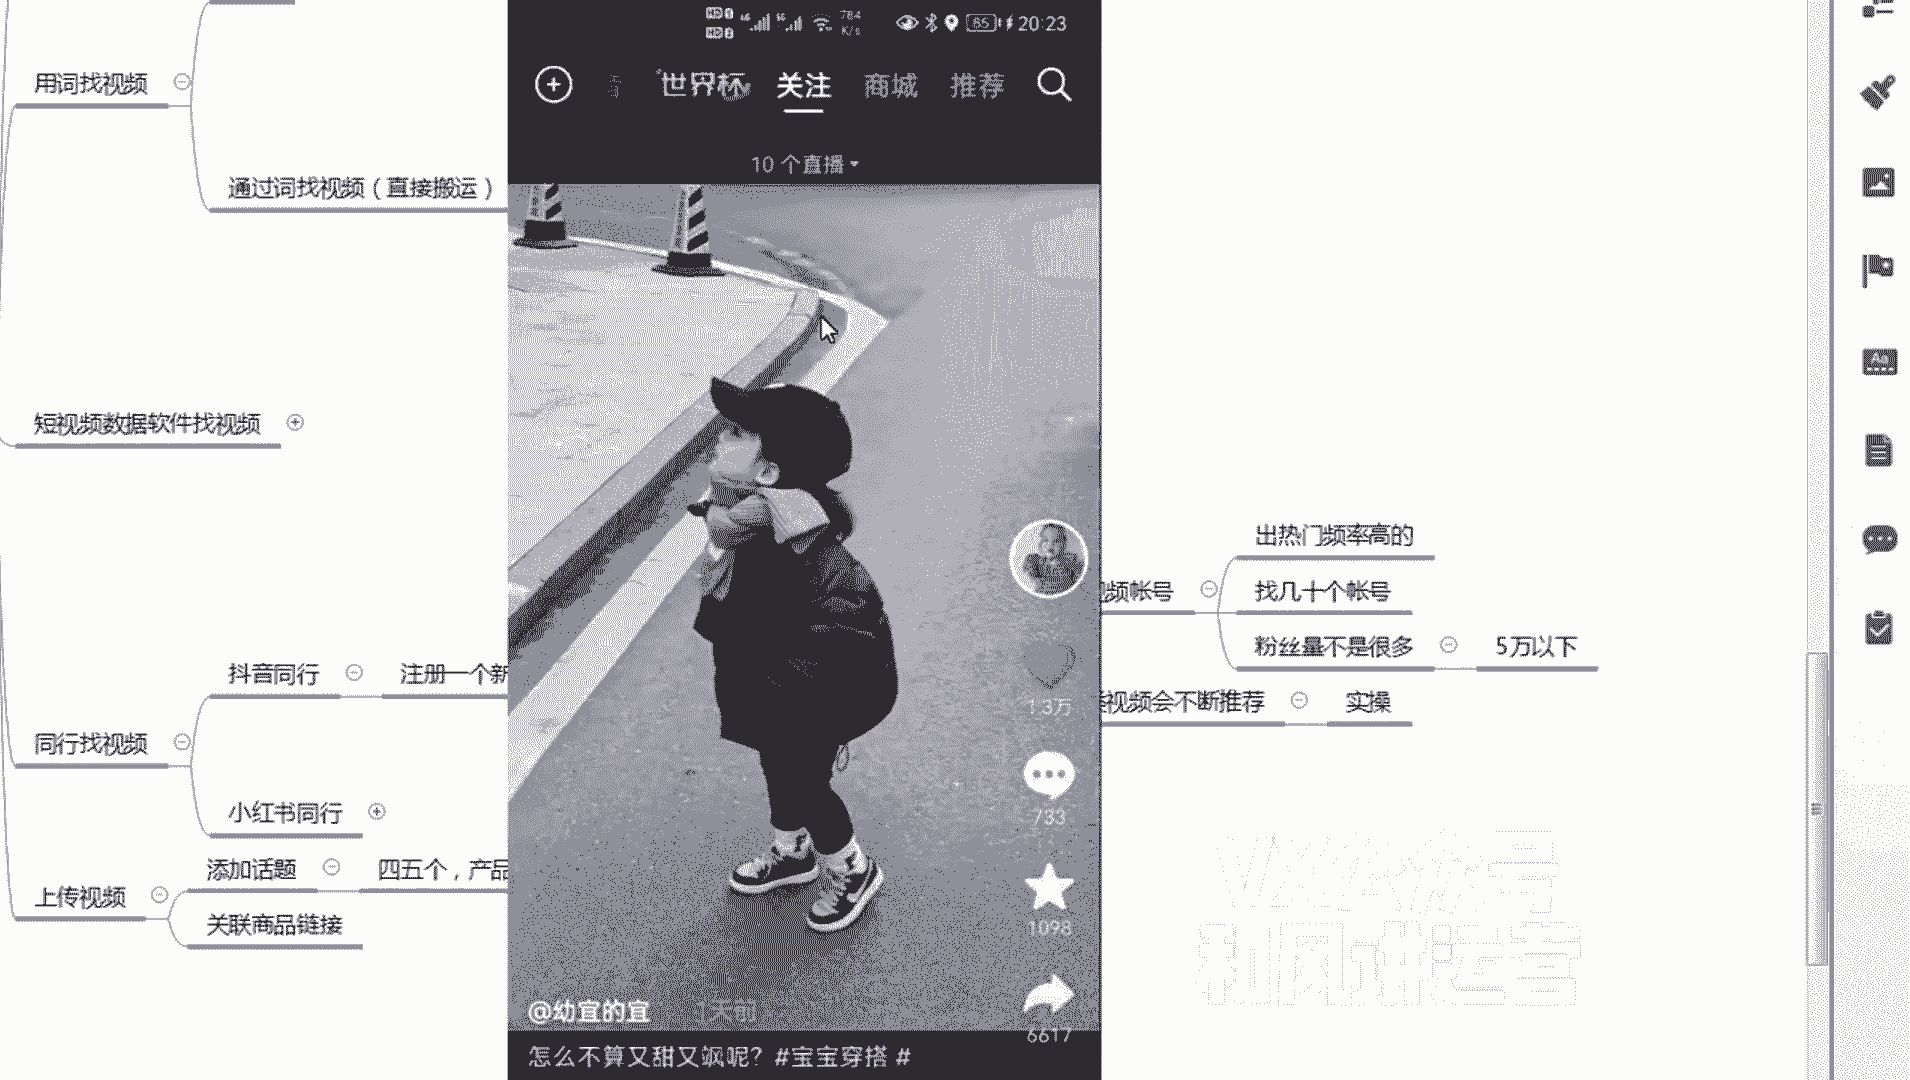 用词找视频
通过词找视频（直接搬运）
短视频数据软件找视频
同行找视频
抖音同行
注册一个新
小红书同行
上传视频
添加话题
四五个，产品
关联商品链接
784 K/s
85
20:23
世界杯
关注
商城
推荐
10 个直播
1.3万
733
1098
6617
@幼宜的宜
1天前
怎么不算又甜又飒呢？#宝宝穿搭 #
视频帐号
出热门频率高的
找几十个帐号
粉丝量不是很多
5万以下
视频会不断推荐
实操
Aa